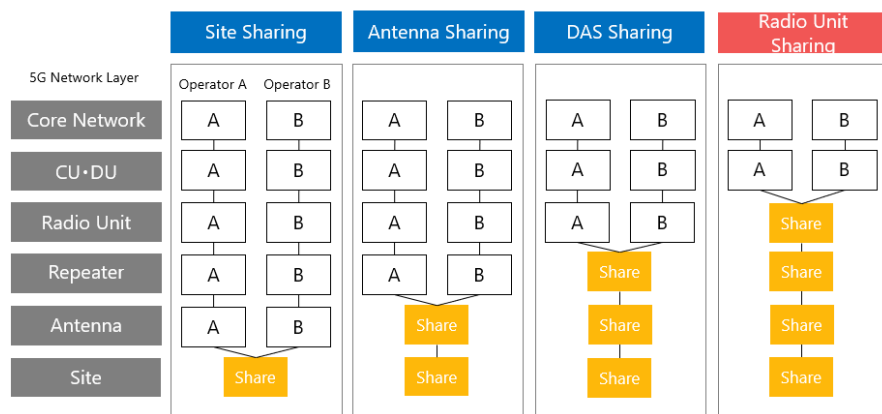 Site Sharing
Antenna Sharing
DAS Sharing
Radio Unit
Sharing
5G Network Layer
Operator A
Operator B
Core Network
A B A B A B A B
CU・DU
A B A B A B A B
Radio Unit
A B A B A B Share
Repeater
A B A B Share Share
Antenna
A B Share Share Share
Site
Share Share Share Share